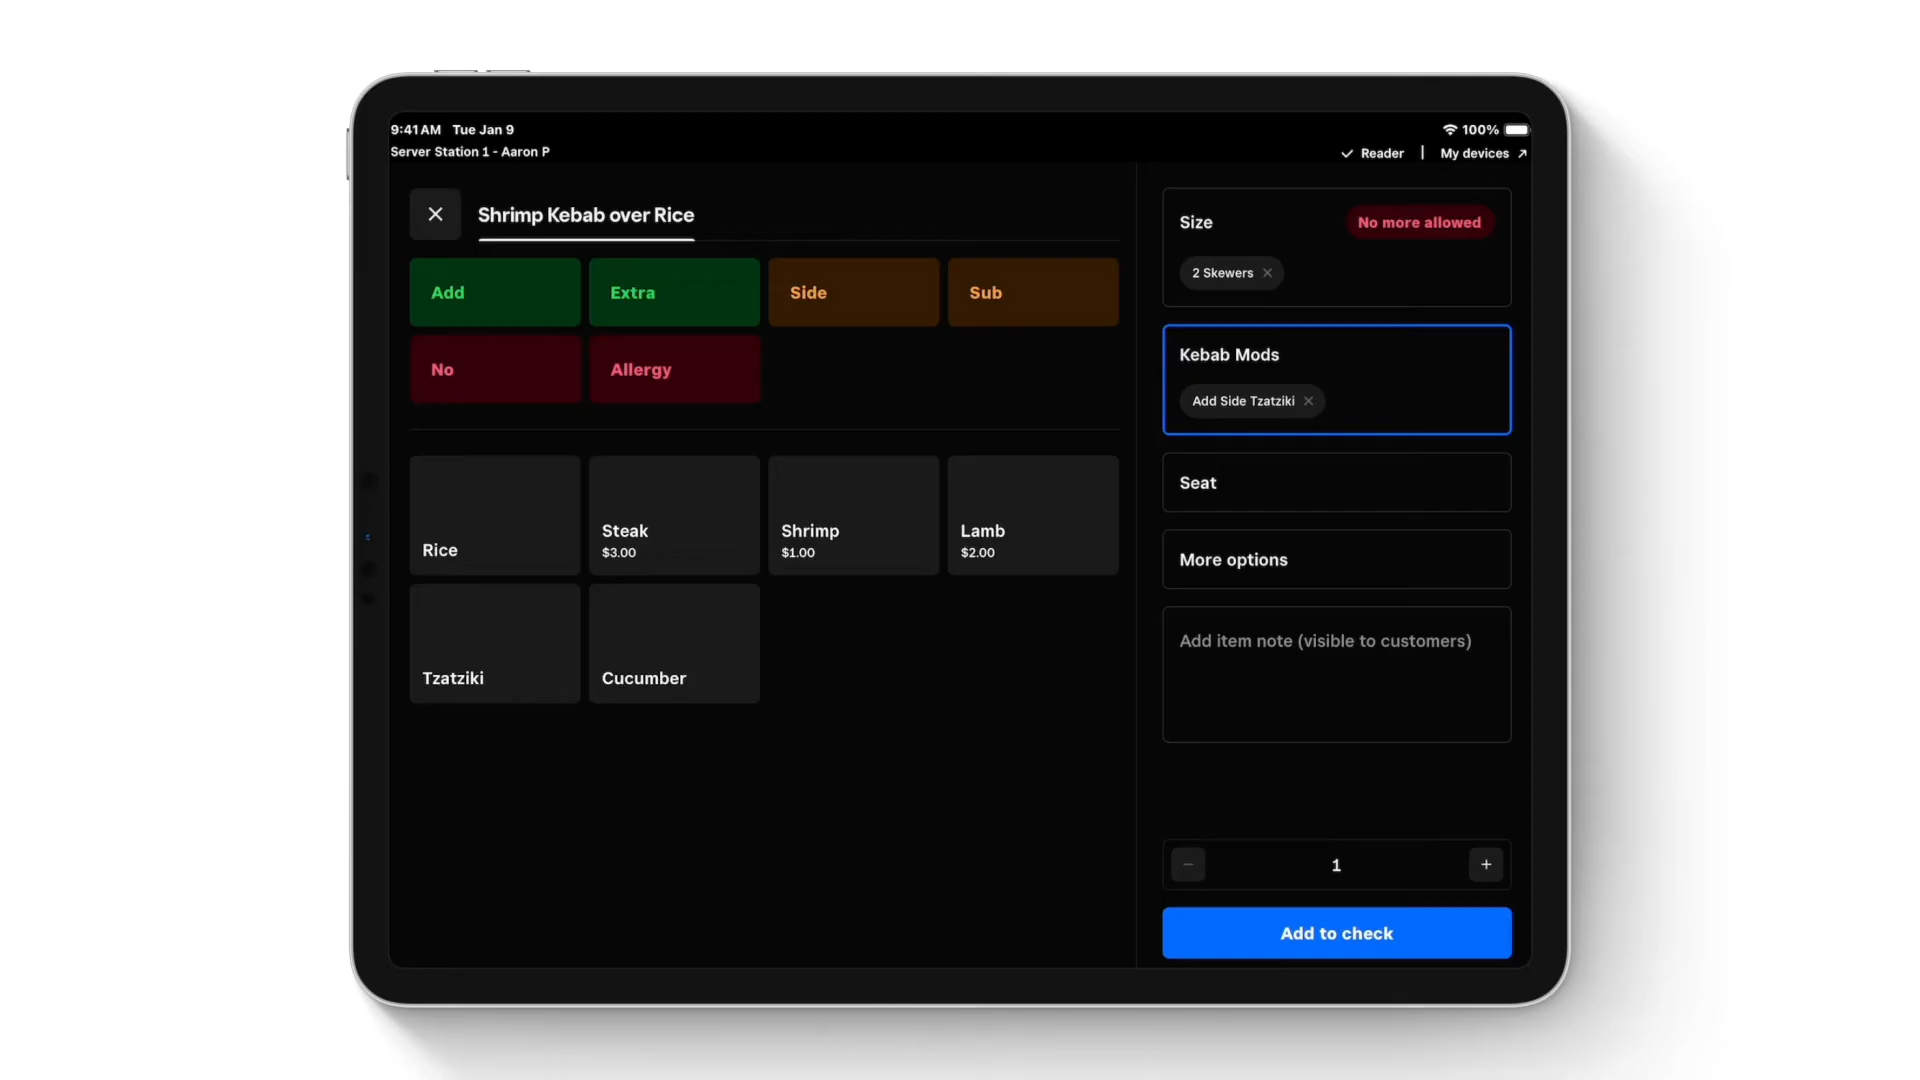 9:41 AM Tue Jan 9
100%
Server Station 1 - Aaron P
Reader
My devices
Shrimp Kebab over Rice
Add
Extra
Side
Sub
No
Allergy
Rice
Steak
$3.00
Shrimp
$1.00
Lamb
$2.00
Tzatziki
Cucumber
Size
No more allowed
2 Skewers
Kebab Mods
Add Side Tzatziki
Seat
More options
Add item note (visible to customers)
1
Add to check